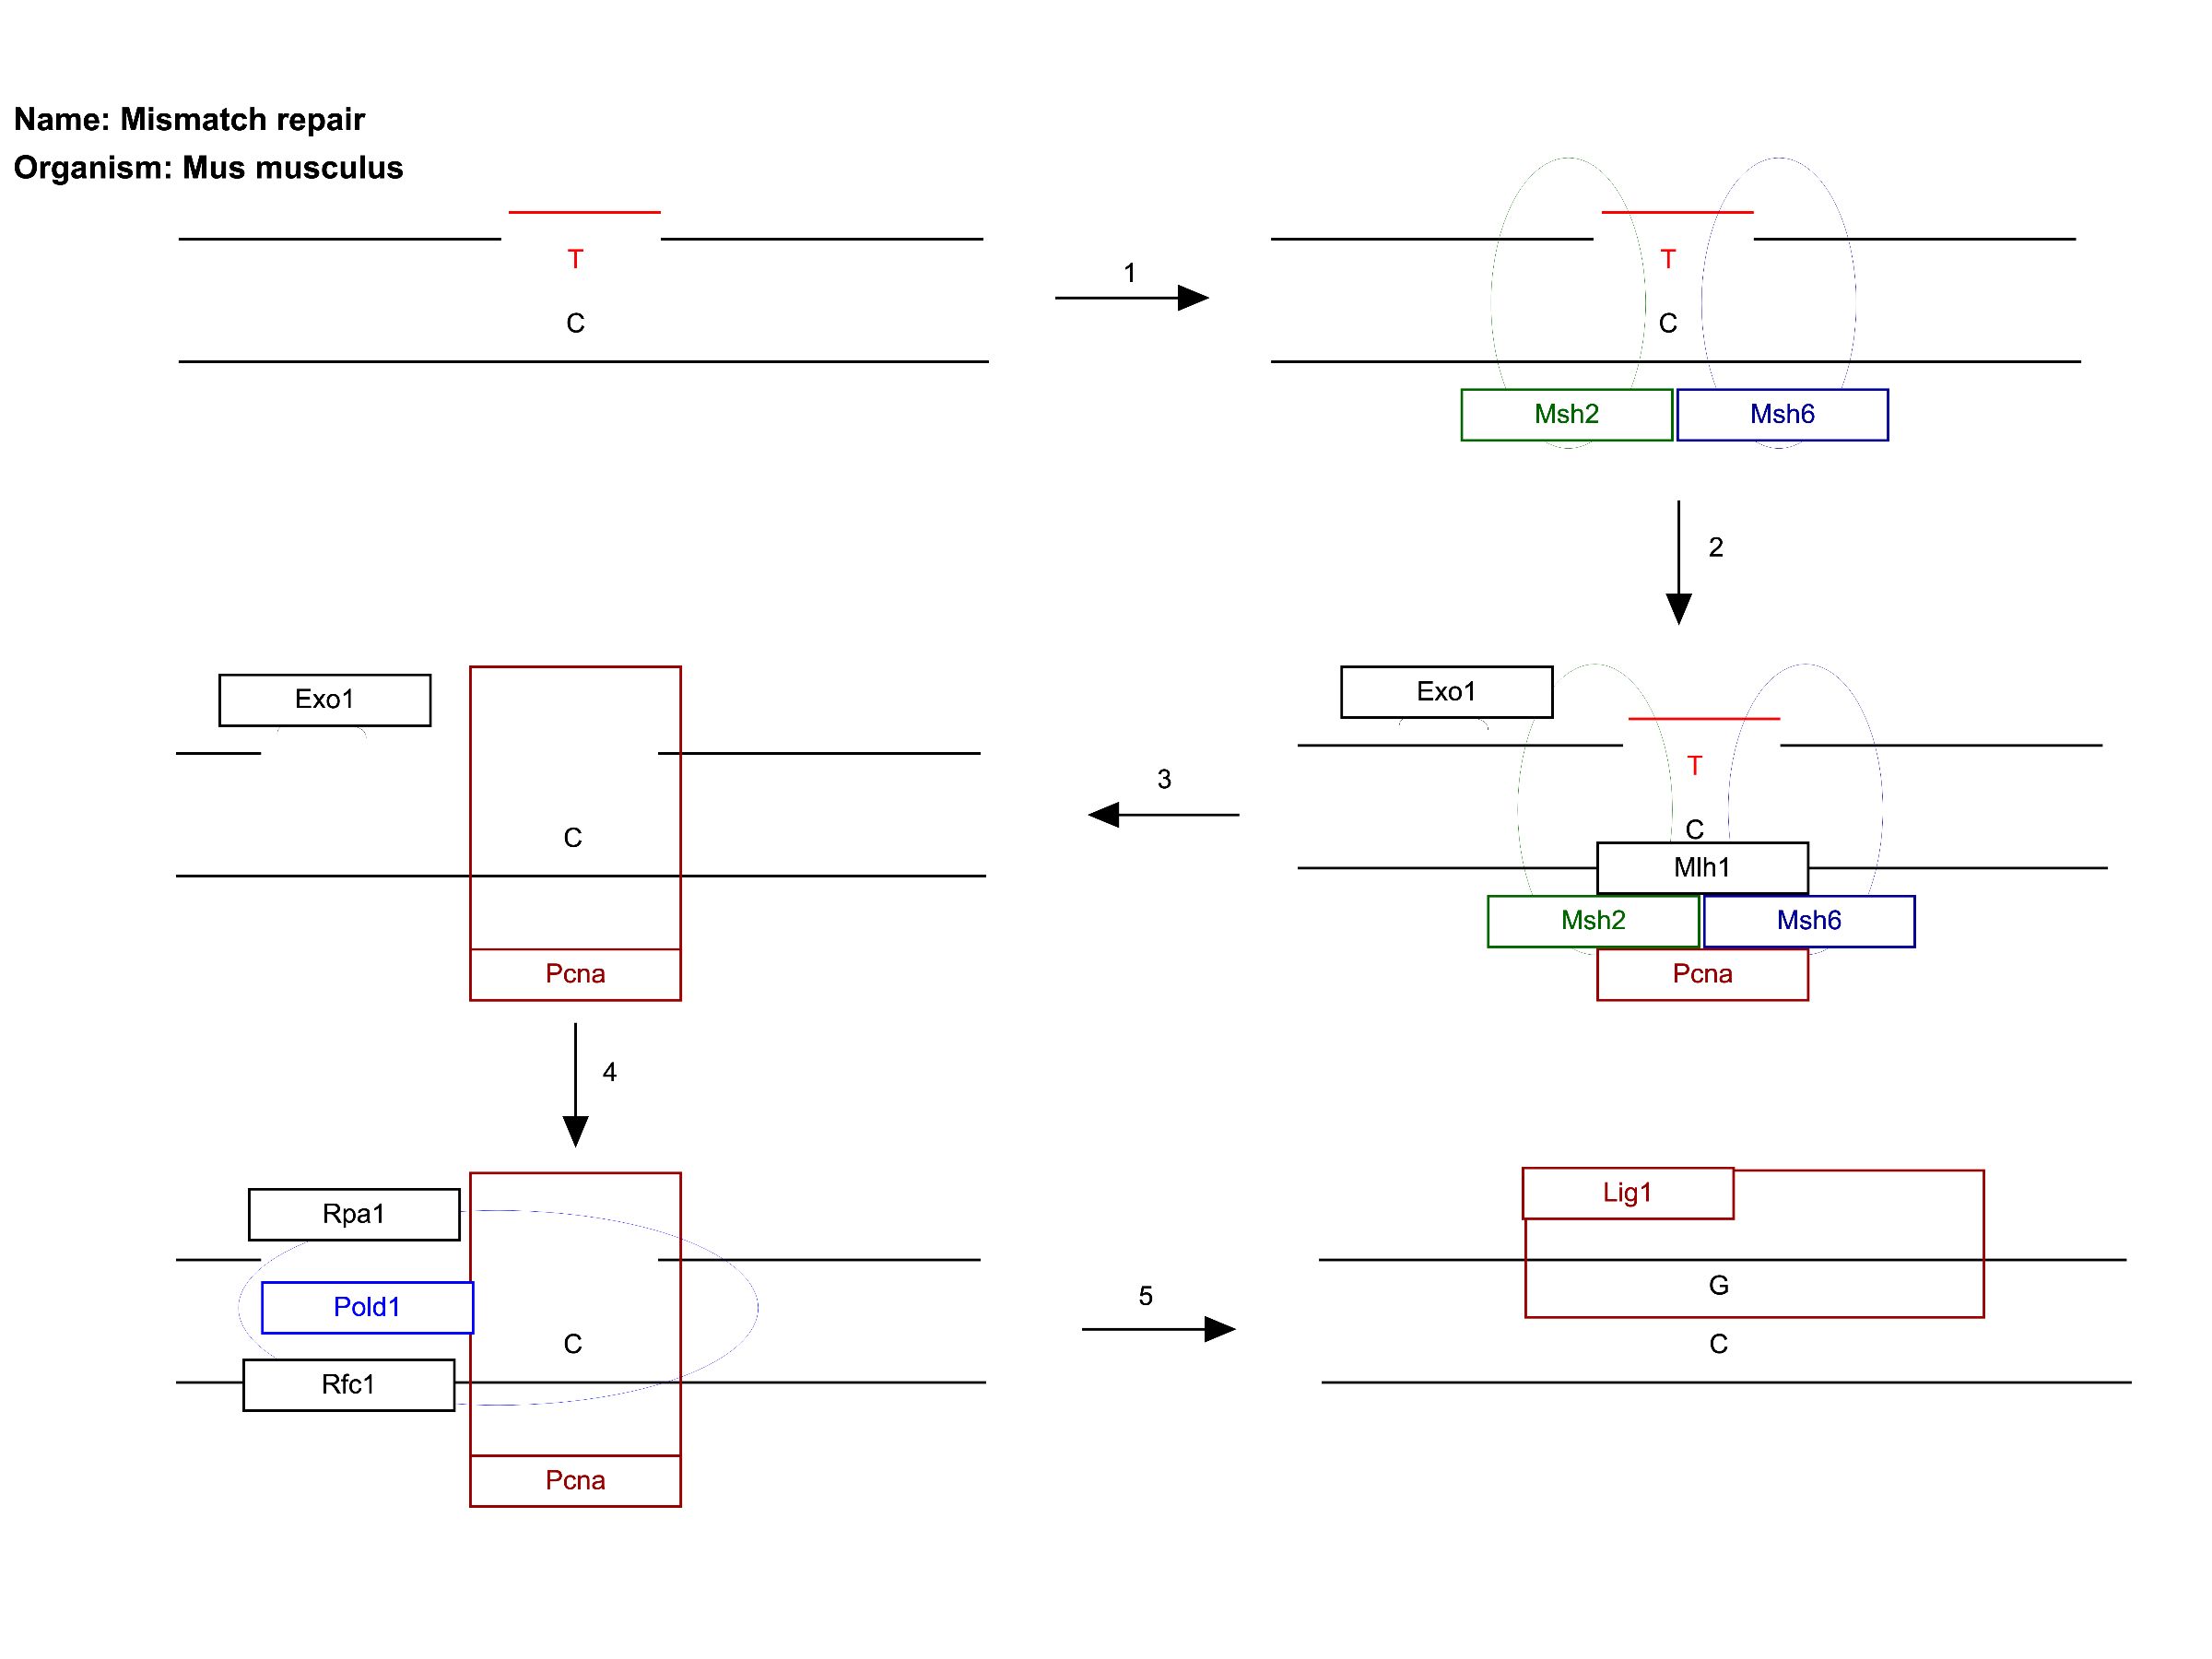 Name: Mismatch repair
Organism: Mus musculus
T
C
1
T
C
Msh2
Msh6
2
Exo1
C
Pcna
3
Exo1
T
C
Mlh1
Msh2
Msh6
Pcna
4
Rpa1
Pold1
C
Rfc1
Pcna
5
Lig1
G
C